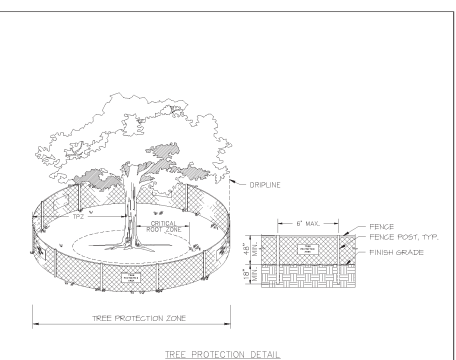 DRIPLINE
TPZ
CRITICAL
ROOT ZONE
TREE PROTECTION ZONE
6' MAX.
FENCE
FENCE POST, TYP.
FINISH GRADE
48"
MIN.
18"
MIN.
TREE PROTECTION DETAIL